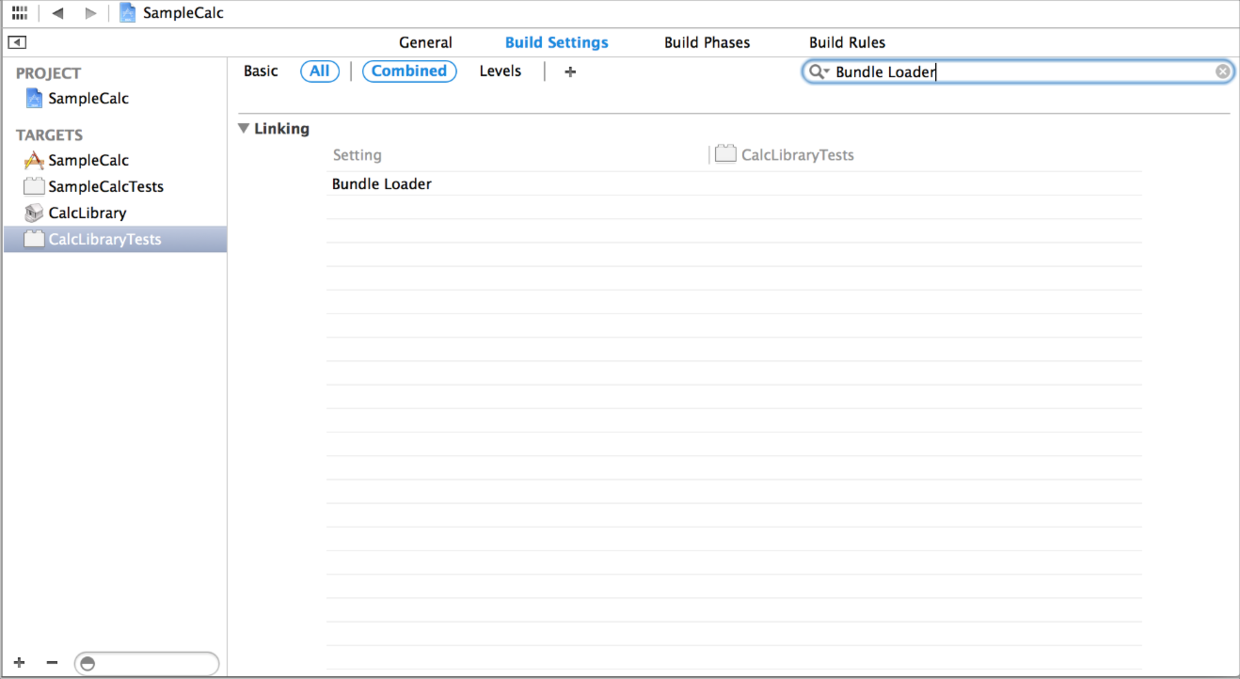 SampleCalc
General Build Settings Build Phases Build Rules
PROJECT
SampleCalc
TARGETS
SampleCalc
SampleCalcTests
CalcLibrary
CalcLibraryTests
Basic All Combined Levels + Bundle Loader
Linking
Setting CalcLibraryTests
Bundle Loader